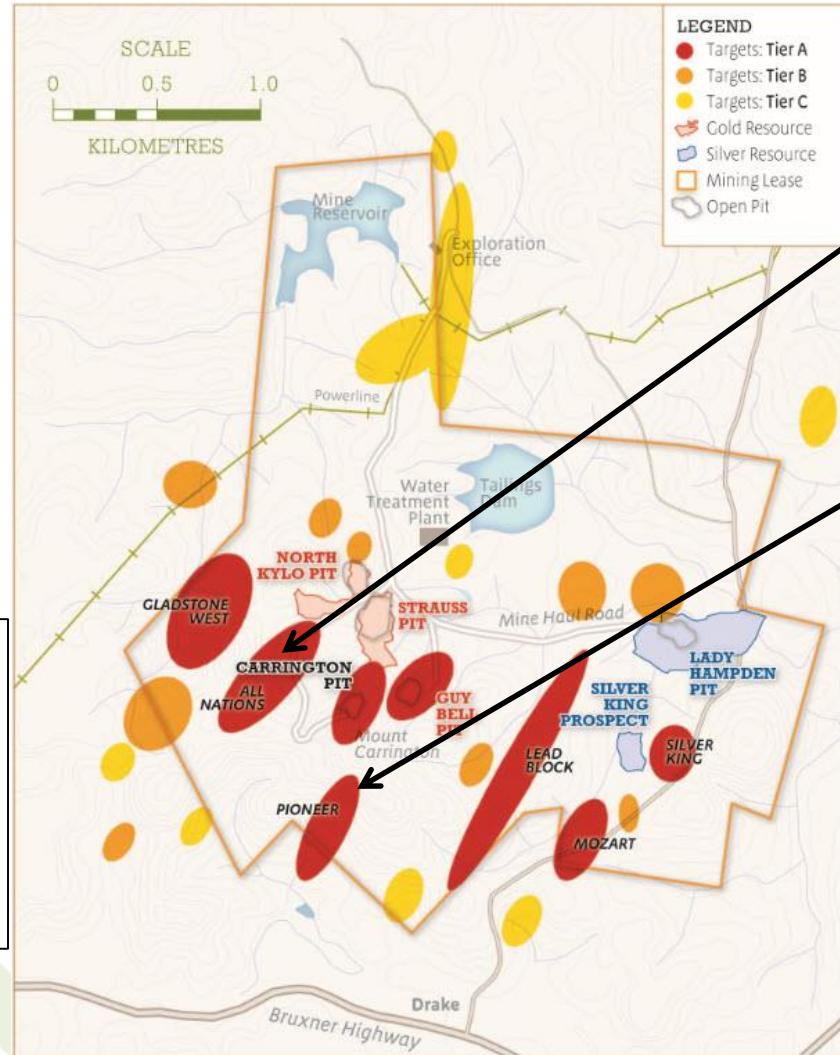 SCALE
0 0.5 1.0
KILOMETRES
LEGEND
Targets: Tier A
Targets: Tier B
Targets: Tier C
Gold Resource
Silver Resource
Mining Lease
Open Pit
Mine
Reservoir
Exploration
Office
Powerline
Water
Treatment
Plant
Tailings
Dam
NORTH
KYLO PIT
GLADSTONE
WEST
STRAUSS
PIT
Mine Haul Road
CARRINGTON
PIT
ALL
NATIONS
LADY
HAMPDEN
PIT
GUY
BELL
PIT
SILVER
KING
PROSPECT
Mount
Carrington
LEAD
BLOCK
SILVER
KING
PIONEER
MOZART
Drake
Bruxner Highway